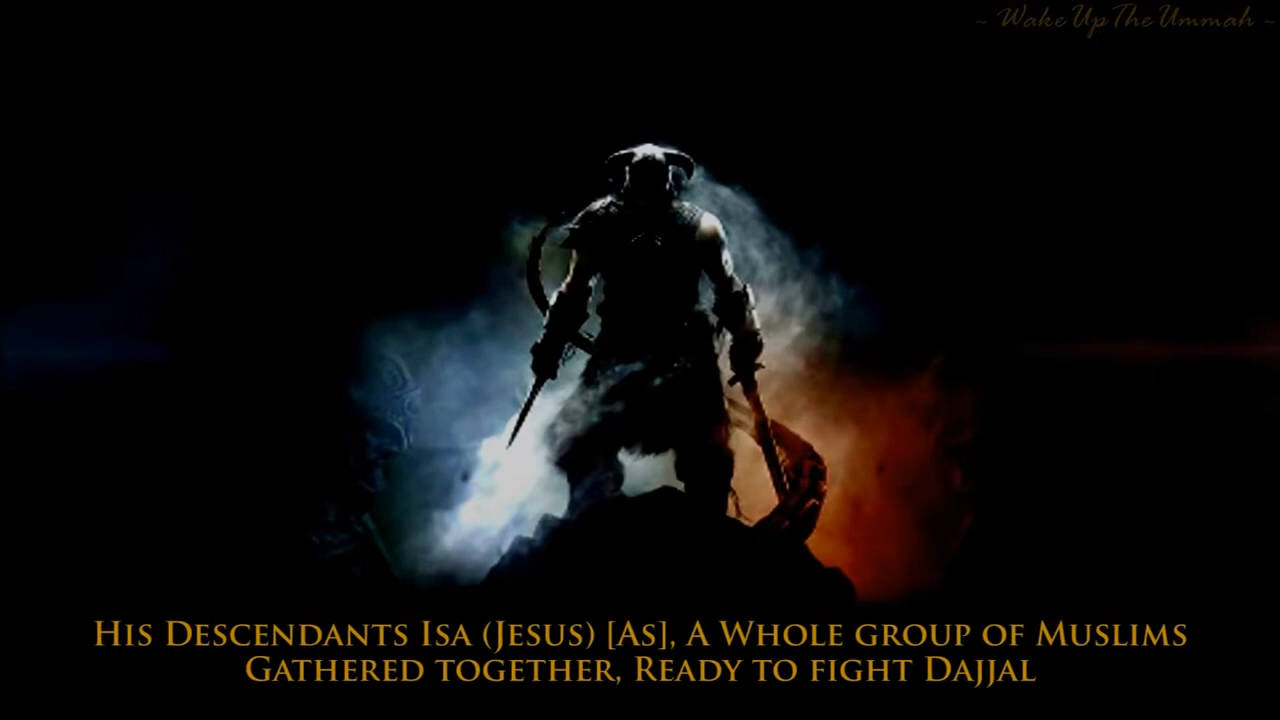 ~ Wake Up The Ummah ~
His Descendants Isa (Jesus) [As], A Whole group of Muslims
Gathered together, Ready to fight Dajjal